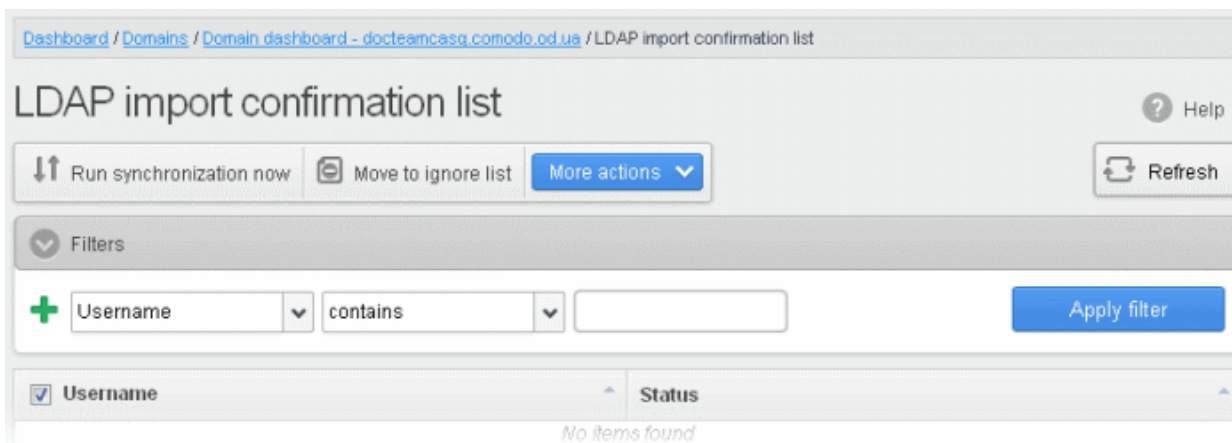 Dashboard / Domains / Domain dashboard - docteamcasg.comodo.od.ua / LDAP import confirmation list
LDAP import confirmation list
Help
Run synchronization now
Move to ignore list
More actions
Refresh
Filters
Username
contains
Apply filter
Username
Status
No items found